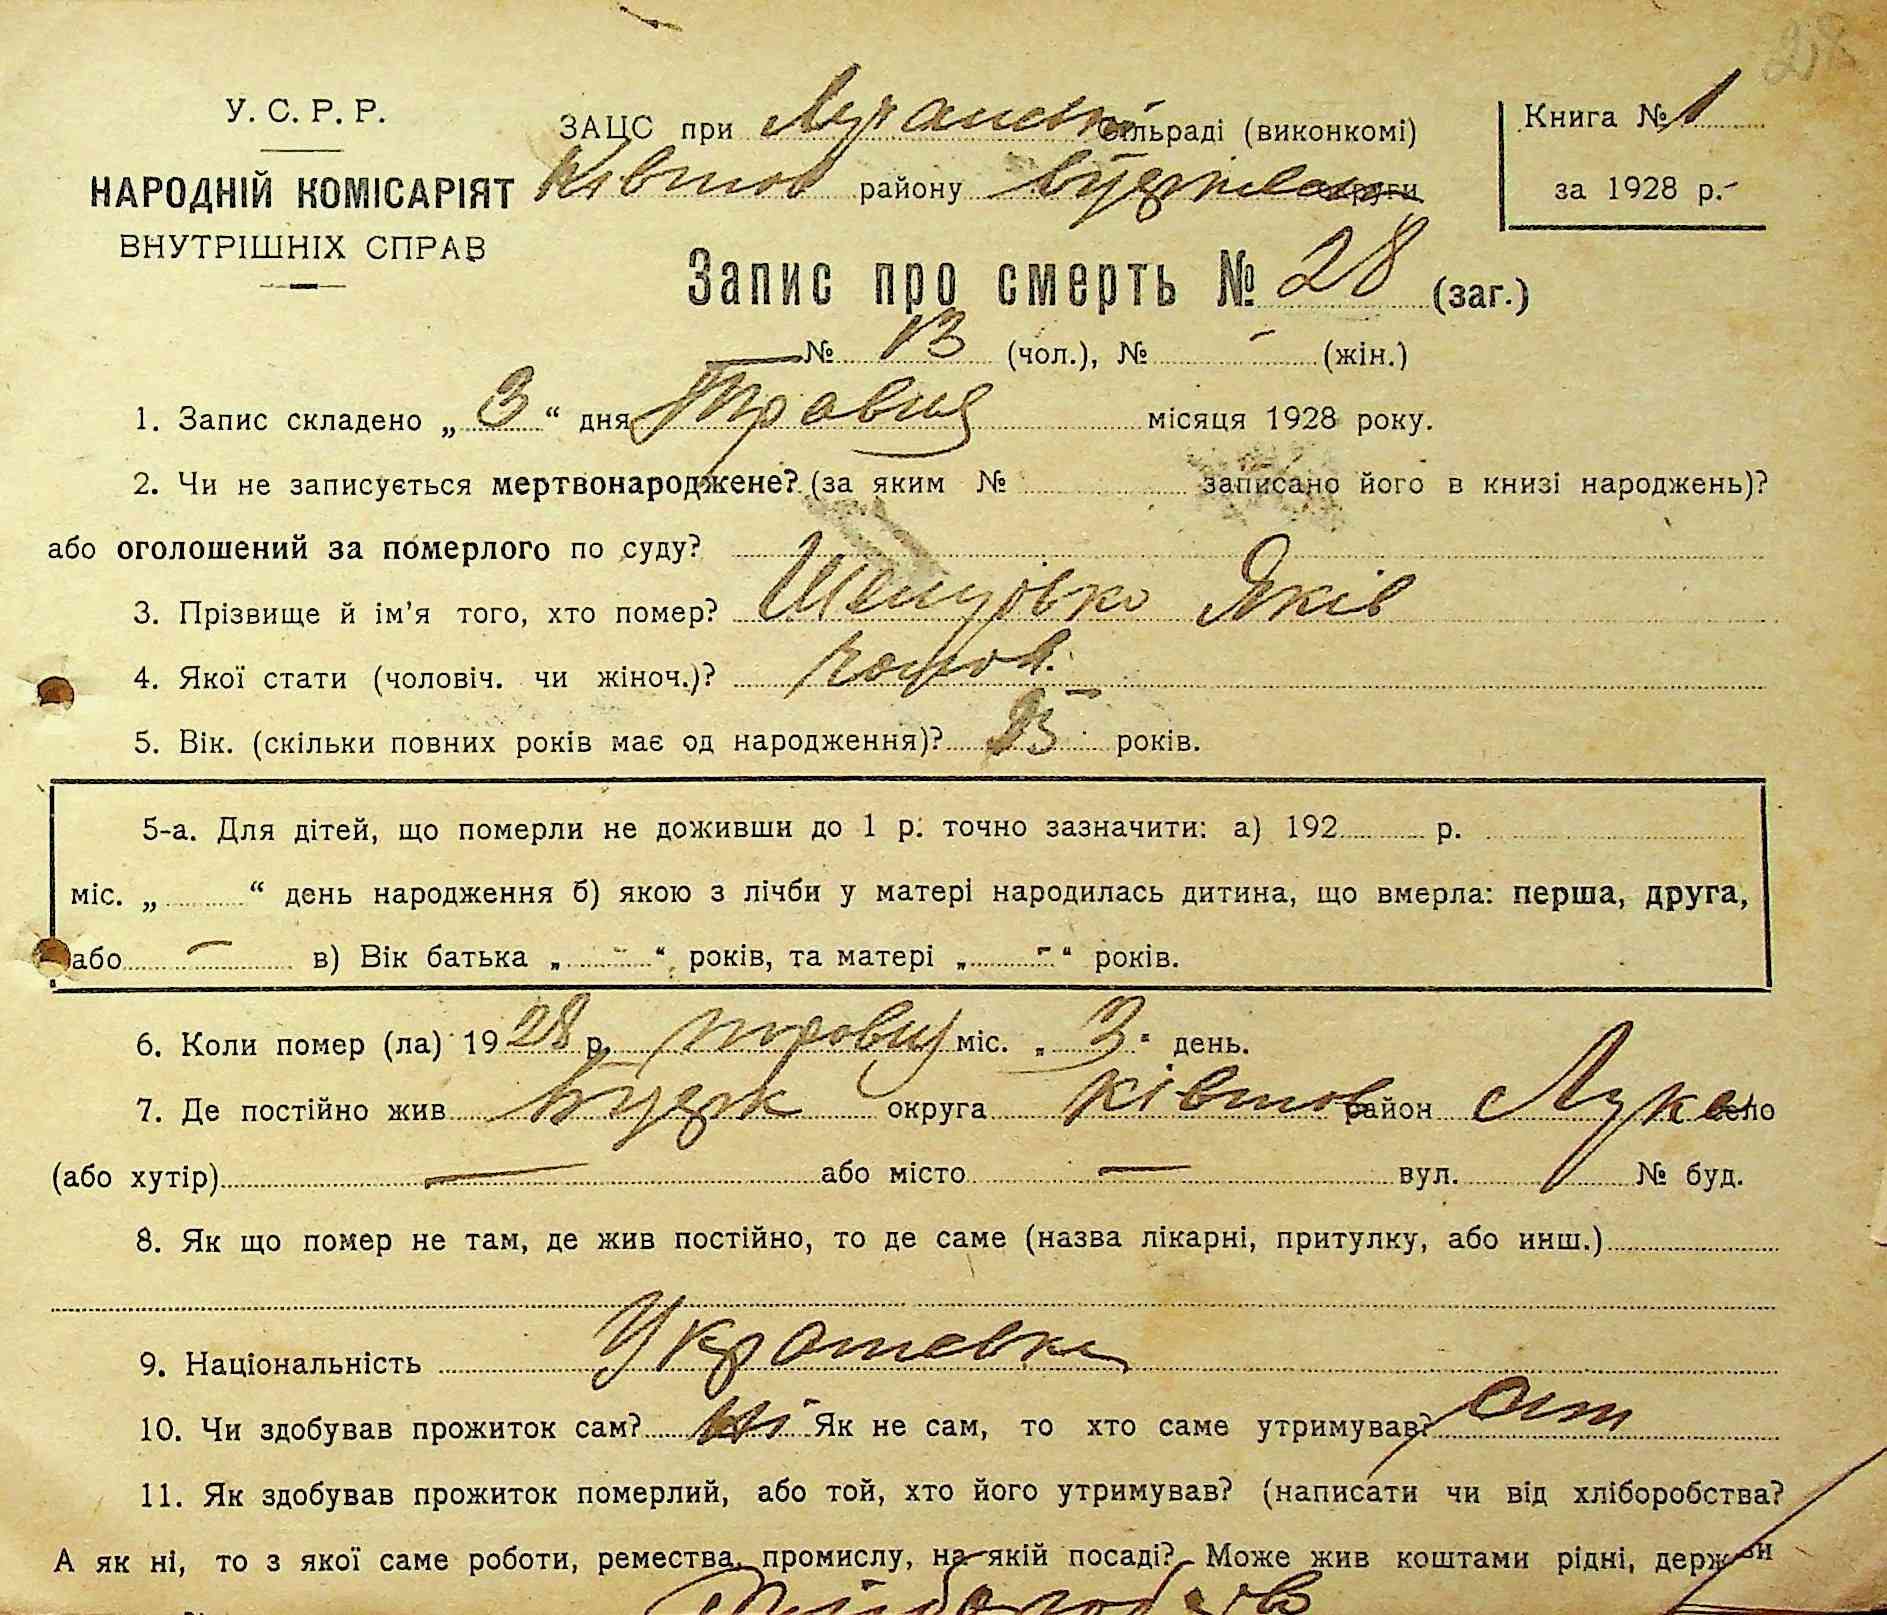 28
У. С. Р. Р.
НАРОДНІЙ КОМІСАРІЯТ
ВНУТРІШНІХ СПРАВ
ЗАЦС при сільраді (виконкомі)
району округи
Книга № 1
за 1928 р.
Запис про смерть № 28 (заг.)
№ 13 (чол.), № - (жін.)
1. Запис складено „ 3 “ дня Травня місяця 1928 року.
2. Чи не записується мертвонароджене? (за яким № записано його в книзі народжень)?
або оголошений за померлого по суду?
3. Прізвище й ім’я того, хто помер? Яків
4. Якої стати (чоловіч. чи жіноч.)? чолов.
5. Вік. (скільки повних років має од народження)? років.
5-а. Для дітей, що померли не доживши до 1 р. точно зазначити: а) 192 р.
міс. „ “ день народження б) якою з лічби у матері народилась дитина, що вмерла: перша, друга,
або — в) Вік батька „ - “ років, та матері „ - “ років.
6. Коли помер (ла) 1928 р. травня міс. „ 3 “ день.
7. Де постійно жив округа район село
(або хутір) — або місто — вул. № буд.
8. Як що помер не там, де жив постійно, то де саме (назва лікарні, притулку, або инш.)
9. Національність
10. Чи здобував прожиток сам? ні Як не сам, то хто саме утримував?
11. Як здобував прожиток померлий, або той, хто його утримував? (написати чи від хліборобства?
А як ні, то з якої саме роботи, ремества, промислу, на якій посаді? Може жив коштами рідні, держави